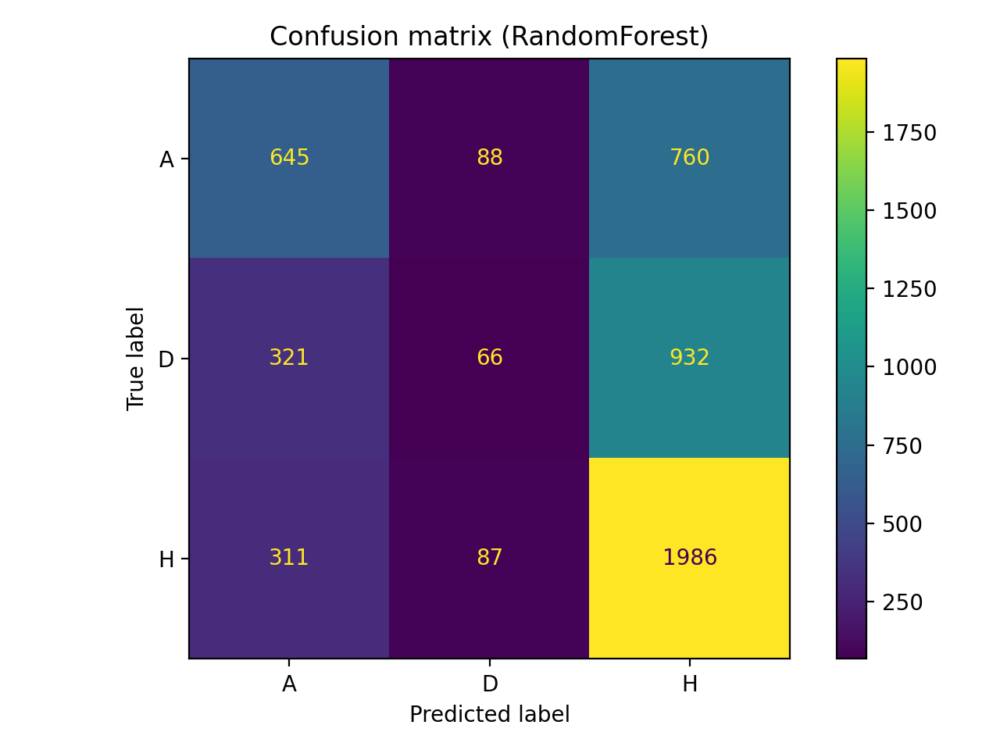 Confusion matrix (RandomForest)
A 645 88 760
D 321 66 932
H 311 87 1986
A D H
True label
Predicted label
1750
1500
1250
1000
750
500
250